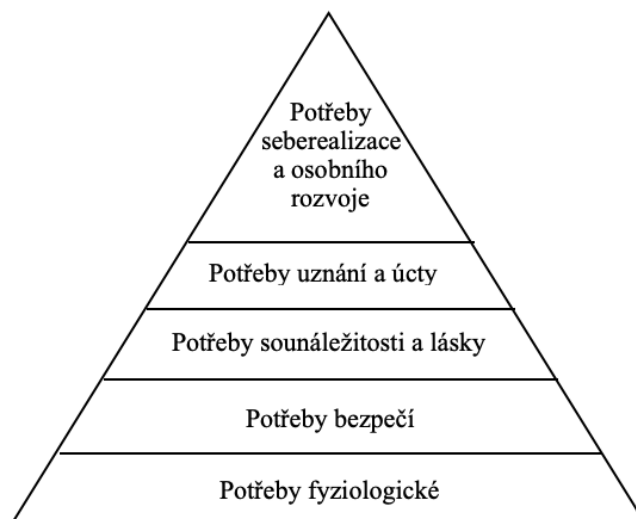 Potřeby
seberealizace
a osobního
rozvoje
Potřeby uznání a úcty
Potřeby sounáležitosti a lásky
Potřeby bezpečí
Potřeby fyziologické